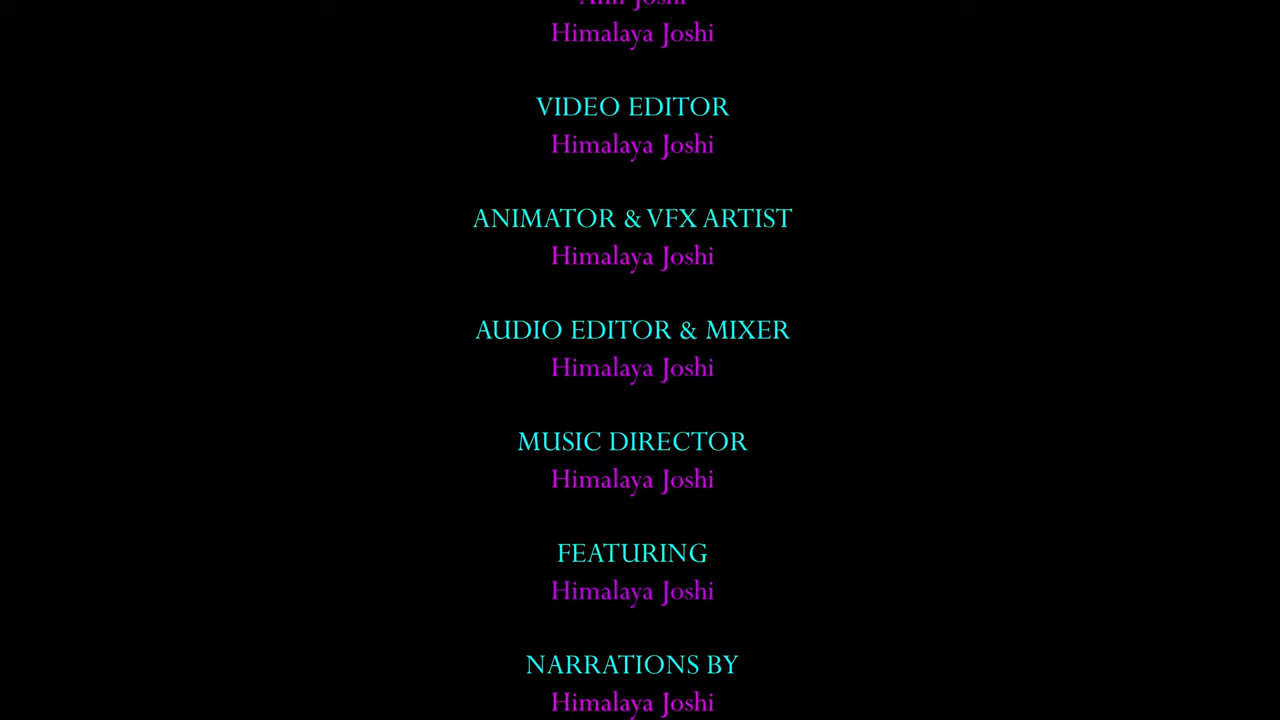 Joshi
Himalaya Joshi
VIDEO EDITOR
Himalaya Joshi
ANIMATOR & VFX ARTIST
Himalaya Joshi
AUDIO EDITOR & MIXER
Himalaya Joshi
MUSIC DIRECTOR
Himalaya Joshi
FEATURING
Himalaya Joshi
NARRATIONS BY
Himalaya Joshi